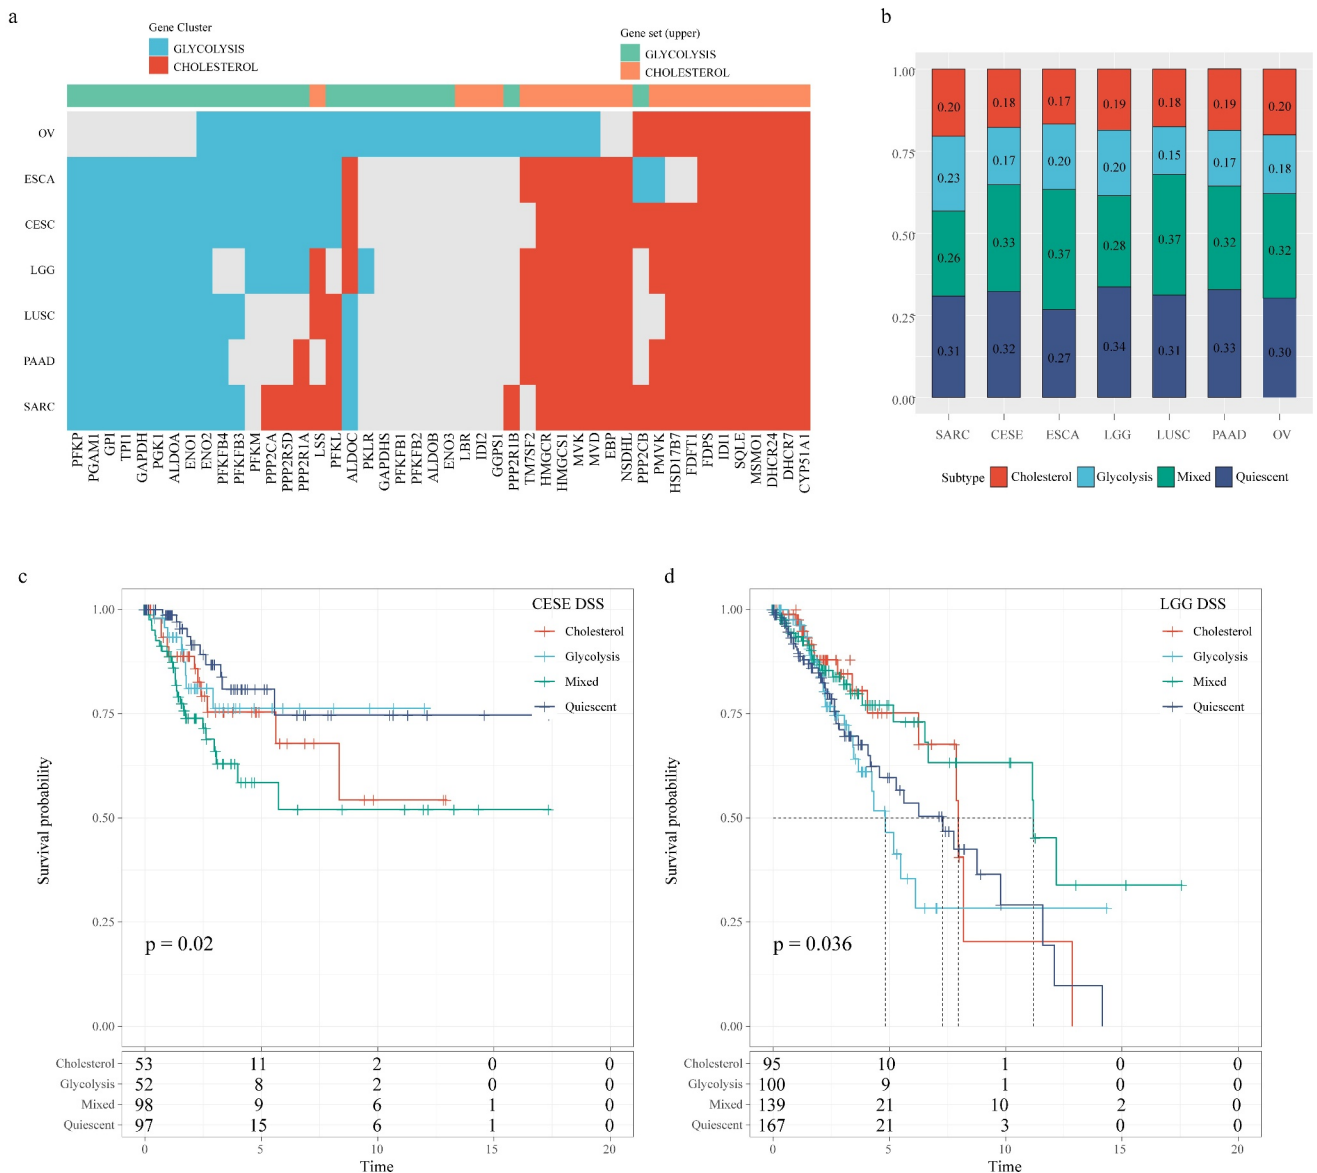 a
Gene Cluster
GLYCOLYSIS
CHOLESTEROL
Gene set (upper)
GLYCOLYSIS
CHOLESTEROL
OV
ESCA
CESC
LGG
LUSC
PAAD
SARC
PFKP
PGAM1
GPI
TPI1
GAPDH
PGK1
ALDOA
ENO1
ENO2
PFKFB4
PFKFB3
PFKM
PPP2CA
PPP2R5D
PPP2R1A
LSS
PFKL
ALDOC
PKLR
GAPDHS
PFKFB1
PFKFB2
ALDOB
ENO3
LBR
IDI2
GGPS1
PPP2R1B
TM7SF2
HMGCR
HMGCS1
MVK
MVD
EBP
NSDHL
PPP2CB
PMVK
HSD17B7
FDFT1
FDPS
IDI1
SQLE
MSMO1
DHCR24
DHCR7
CYP51A1
b
1.00
0.75
0.50
0.25
0.00
0.20 0.18 0.17 0.19 0.18 0.19 0.20
0.23 0.17 0.20 0.20 0.15 0.17 0.18
0.26 0.33 0.37 0.28 0.37 0.32 0.32
0.31 0.32 0.27 0.34 0.31 0.33 0.30
SARC CESE ESCA LGG LUSC PAAD OV
Subtype Cholesterol Glycolysis Mixed Quiescent
c
CESE DSS
Cholesterol
Glycolysis
Mixed
Quiescent
1.00
0.75
0.50
0.25
0.00
Survival probability
p = 0.02
Cholesterol 53 11 2 0 0
Glycolysis 52 8 2 0 0
Mixed 98 9 6 1 0
Quiescent 97 15 6 1 0
0 5 10 15 20
Time
d
LGG DSS
Cholesterol
Glycolysis
Mixed
Quiescent
1.00
0.75
0.50
0.25
0.00
Survival probability
p = 0.036
Cholesterol 95 10 1 0 0
Glycolysis 100 9 1 0 0
Mixed 139 21 10 2 0
Quiescent 167 21 3 0 0
0 5 10 15 20
Time